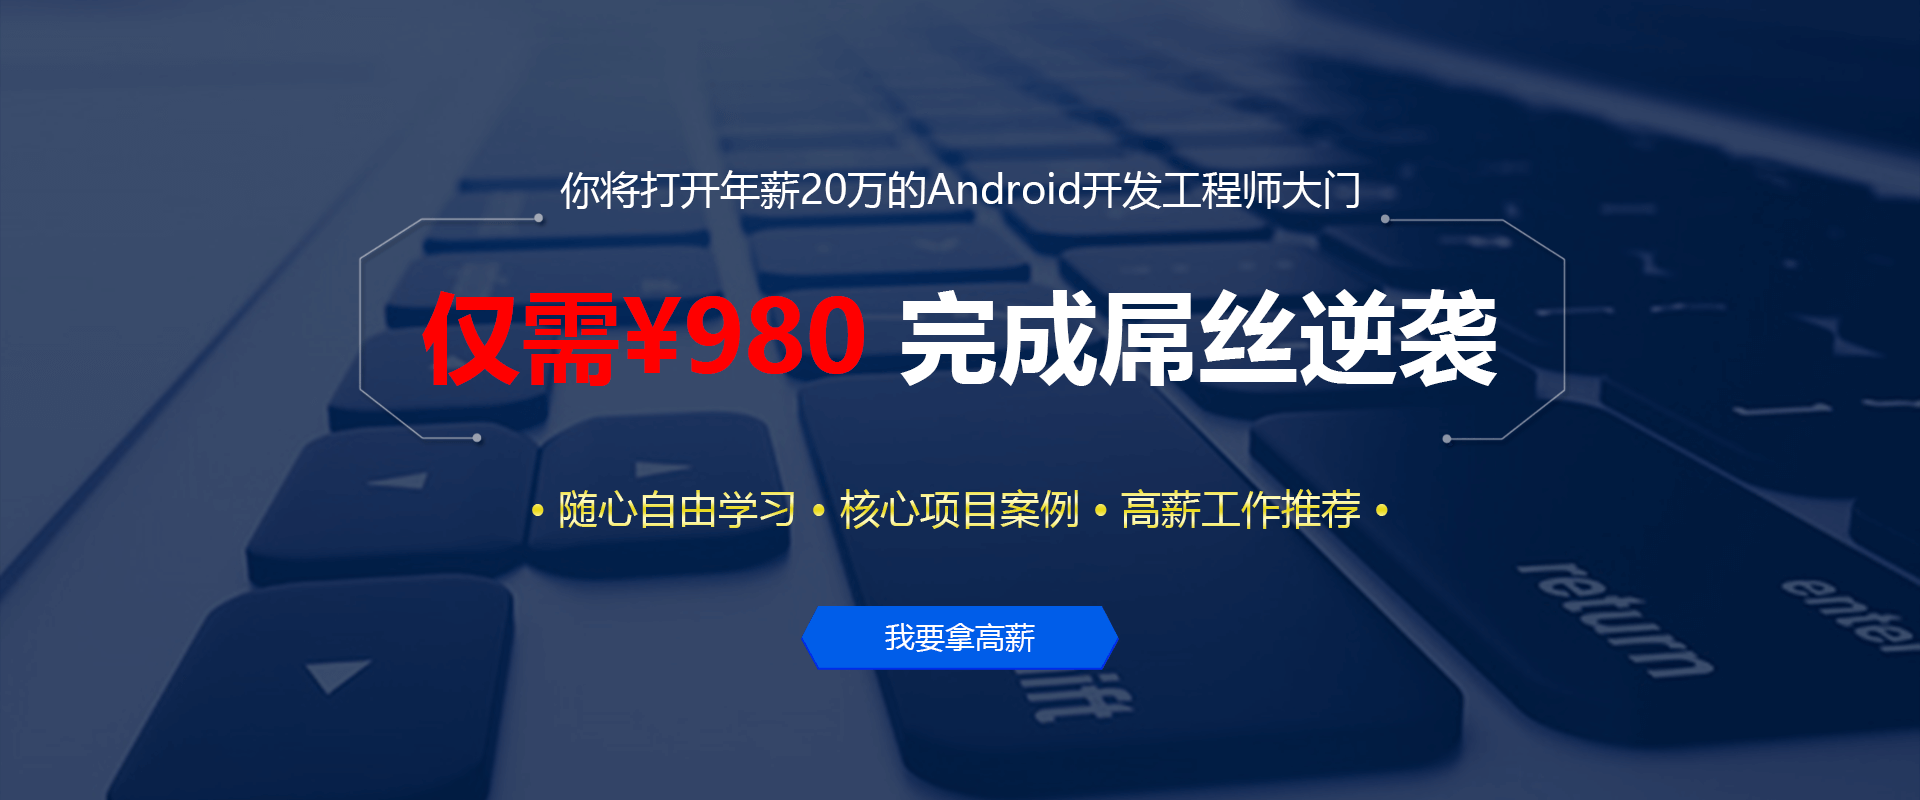 你将打开年薪20万的Android开发工程师大门
仅需¥980 完成屌丝逆袭
• 随心自由学习 • 核心项目案例 • 高薪工作推荐 •
我要拿高薪
return
enter